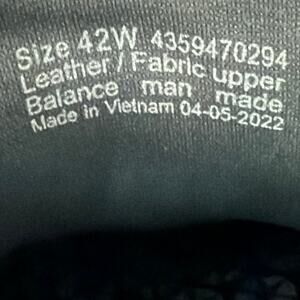 Size 42W 4359470294
Leather / Fabric upper
Balance man made
Made in Vietnam 04-05-2022